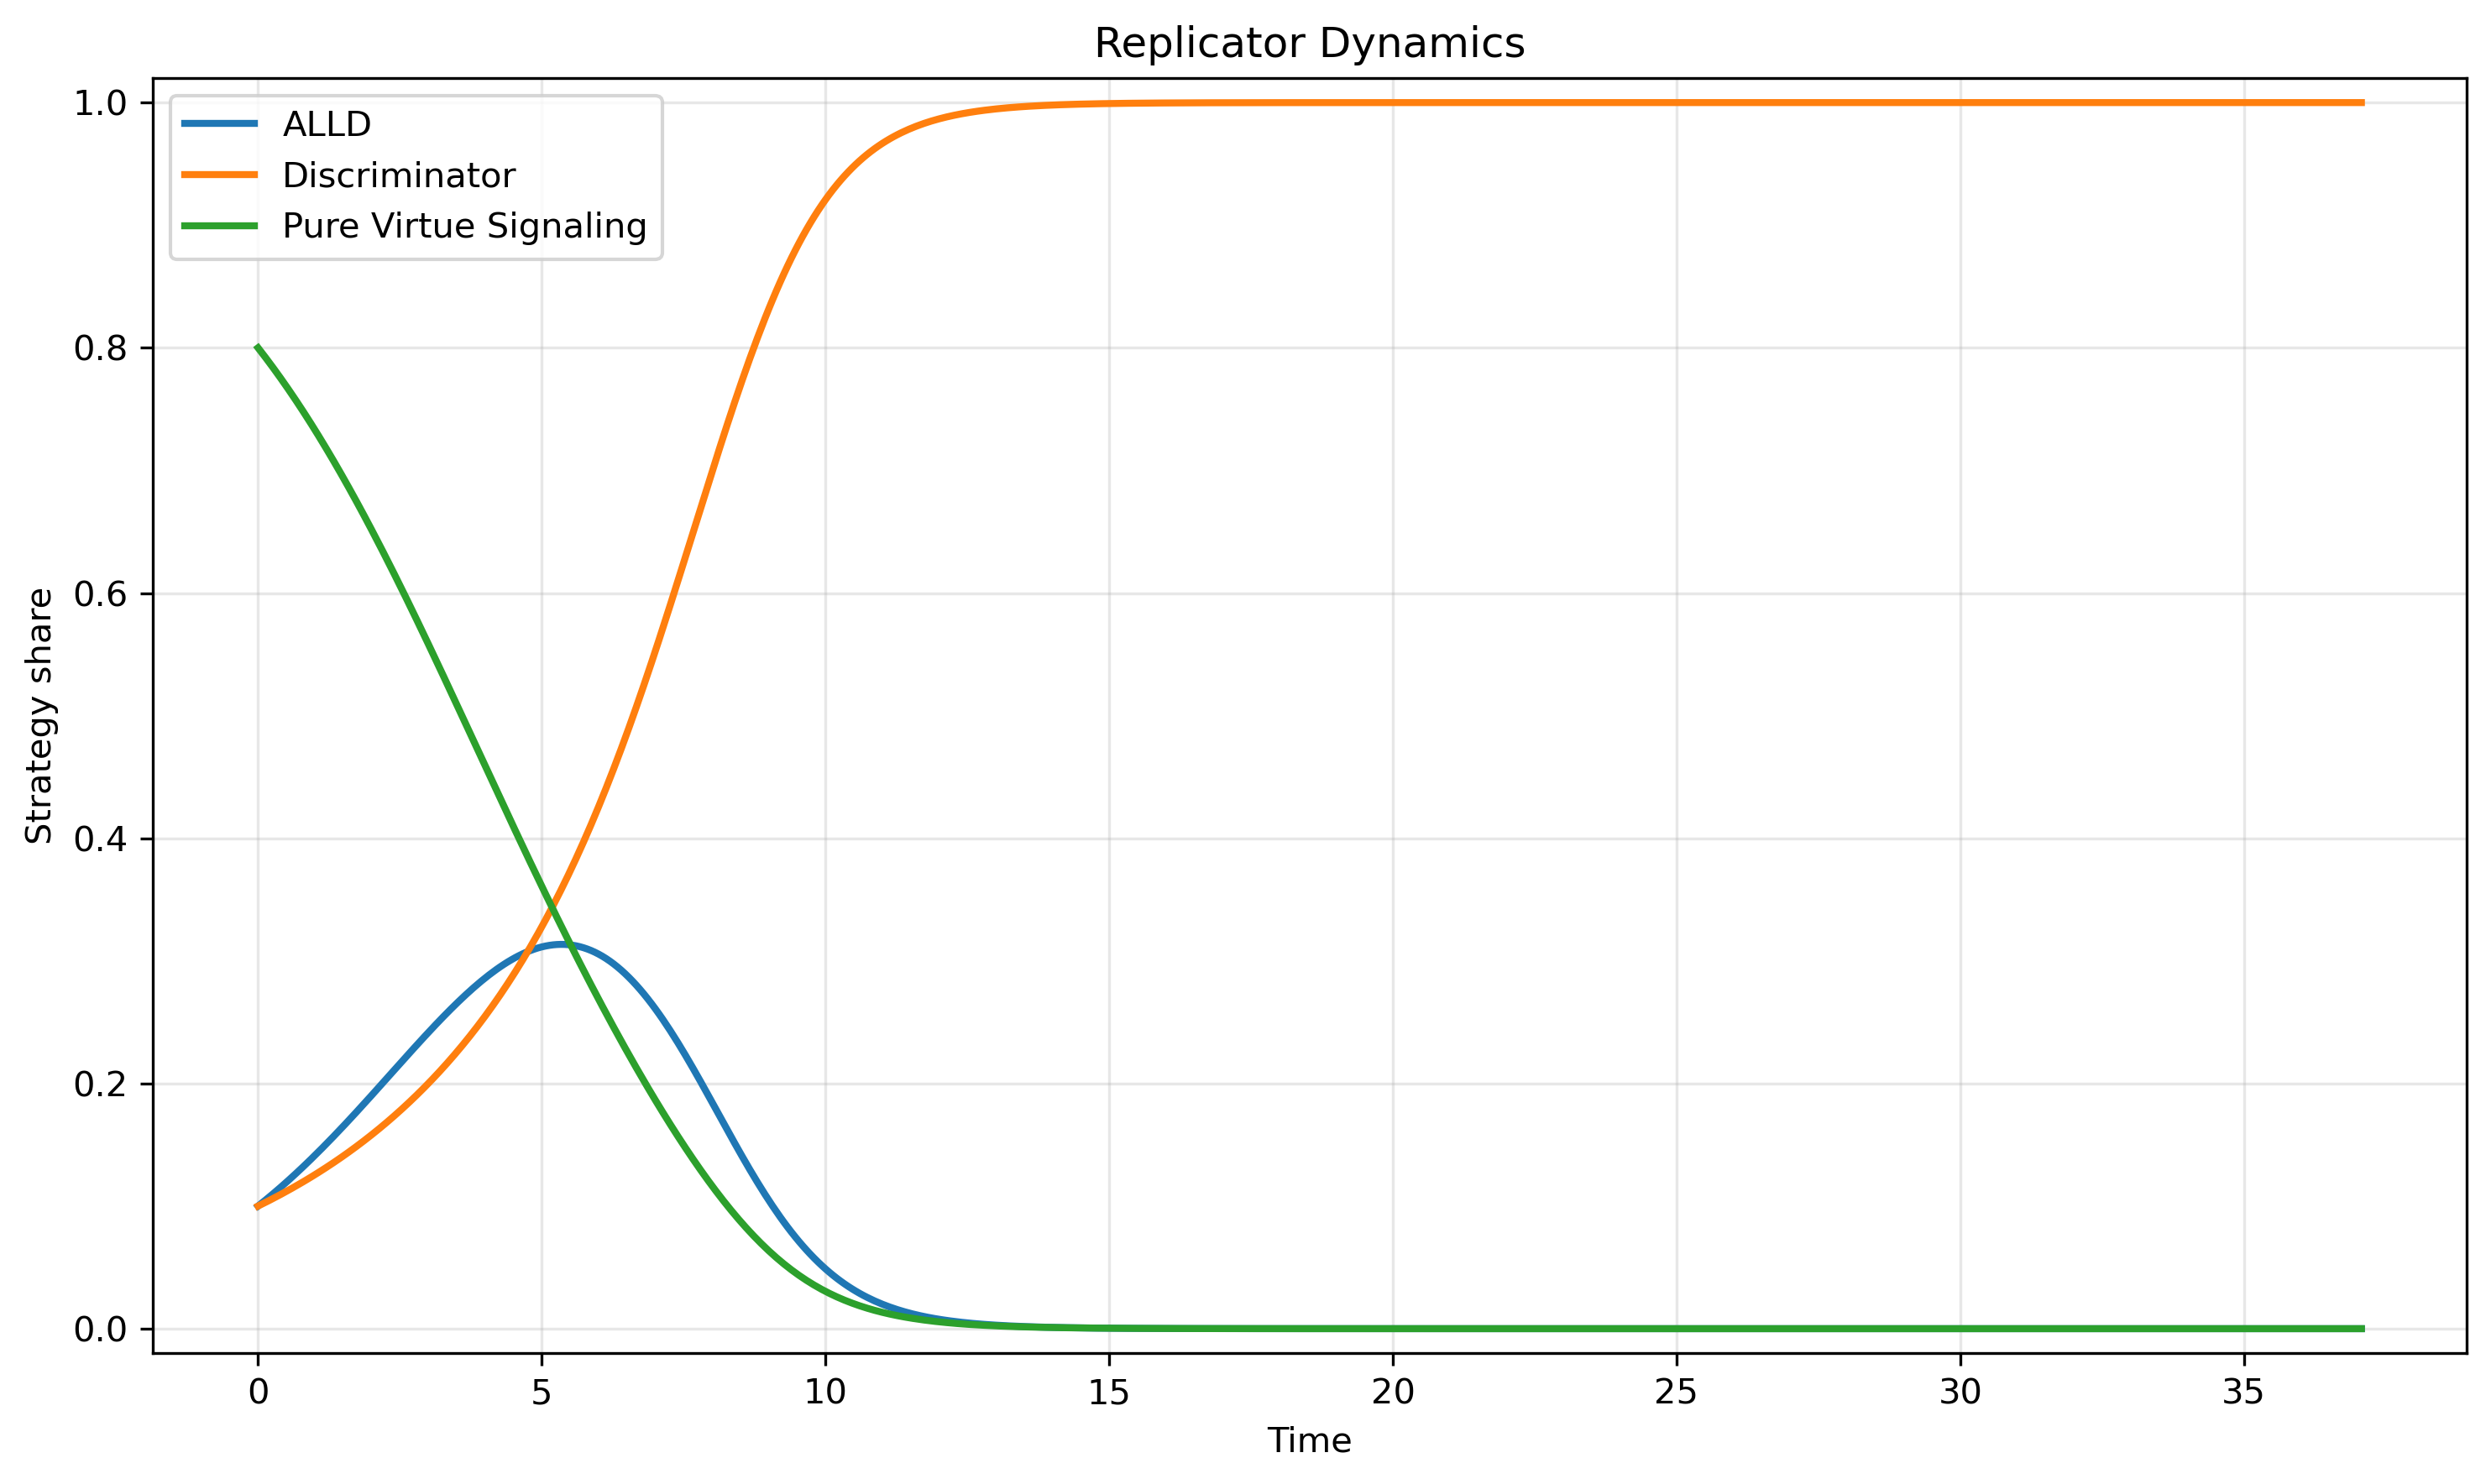 Replicator Dynamics
ALLD
Discriminator
Pure Virtue Signaling
Strategy share
1.0
0.8
0.6
0.4
0.2
0.0
0 5 10 15 20 25 30 35
Time